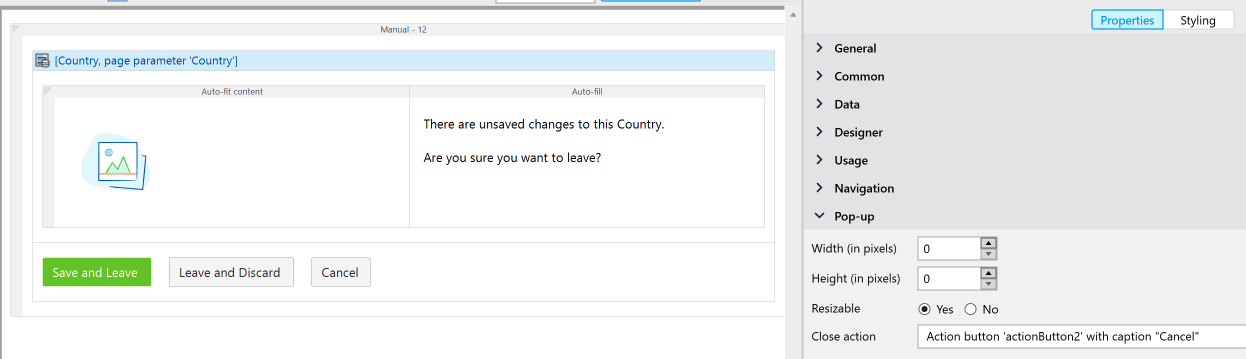 Manual - 12
[Country, page parameter 'Country']
Auto-fit content
Auto-fill
There are unsaved changes to this Country.
Are you sure you want to leave?
Save and Leave
Leave and Discard
Cancel
Properties
Styling
General
Common
Data
Designer
Usage
Navigation
Pop-up
Width (in pixels)
0
Height (in pixels)
0
Resizable
Yes
No
Close action
Action button 'actionButton2' with caption "Cancel"